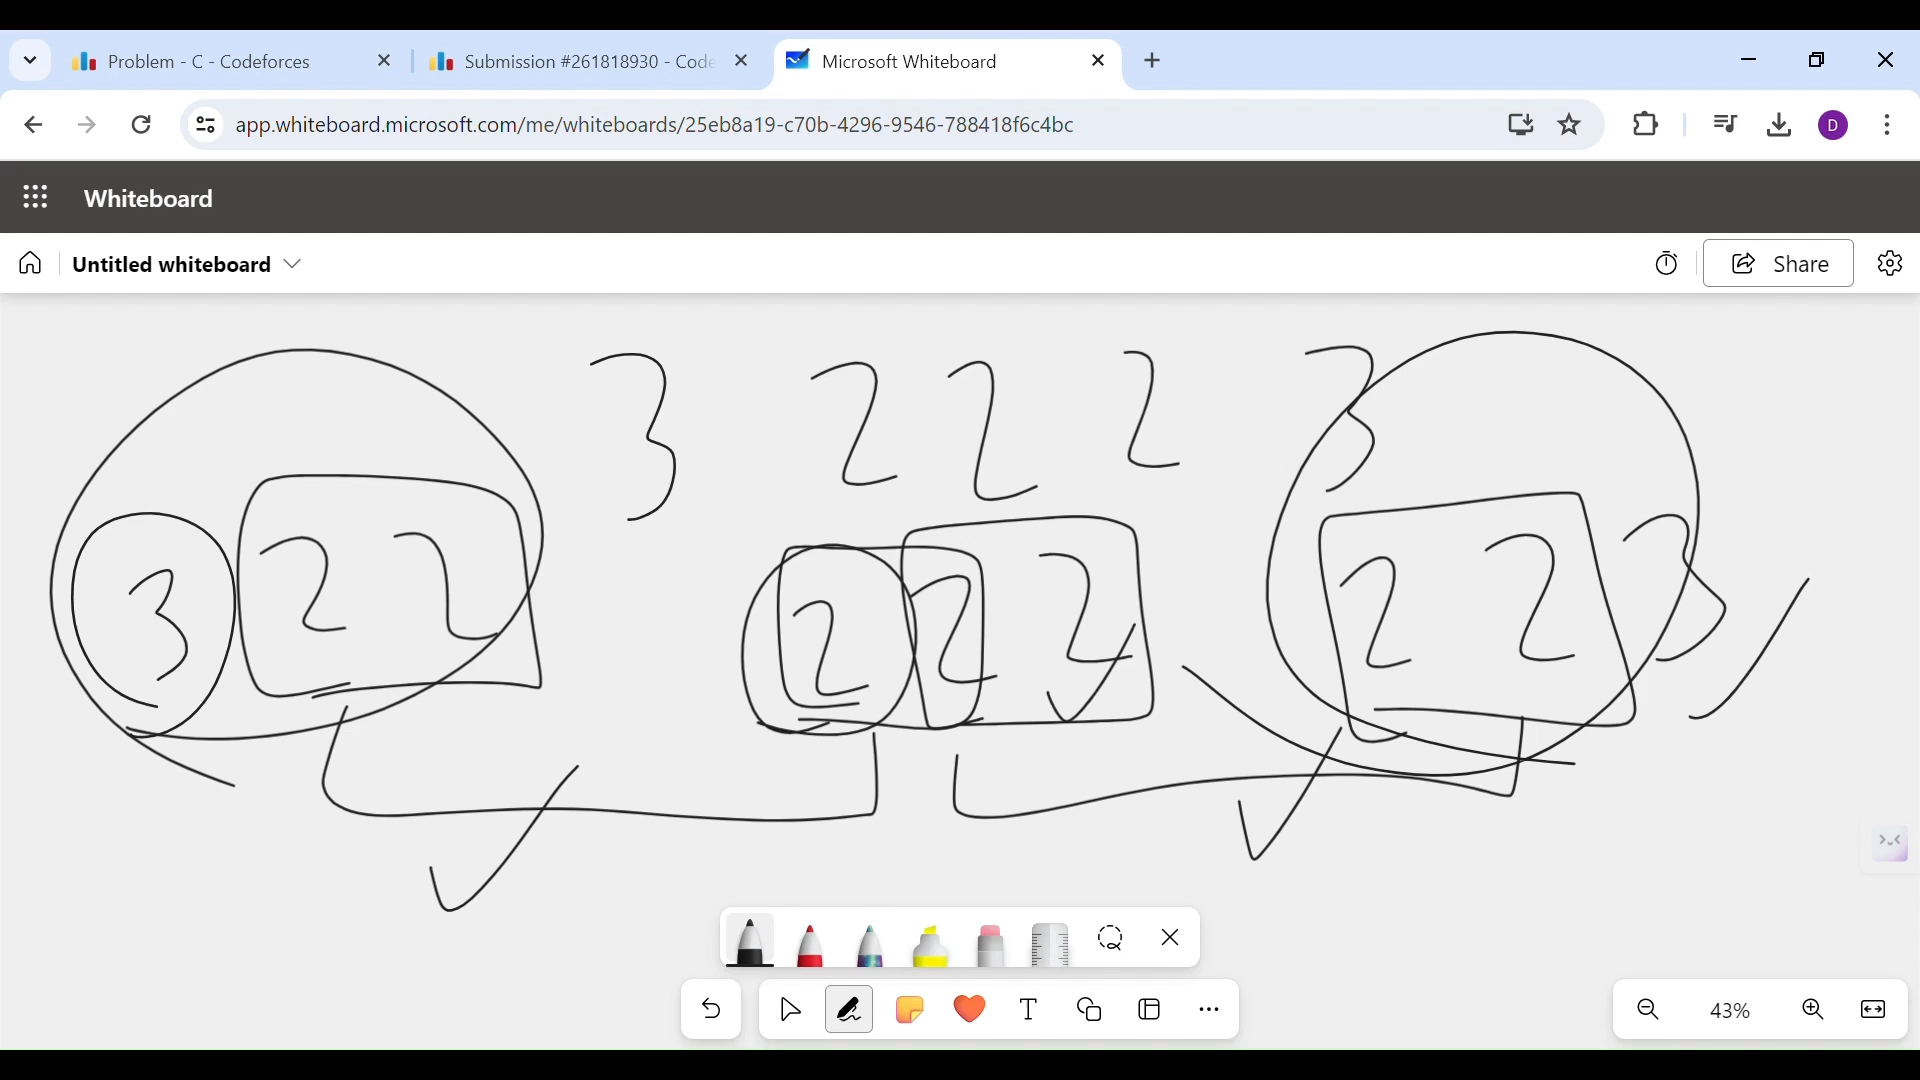 Problem - C - Codeforces
Submission #261818930 - Code
Microsoft Whiteboard
app.whiteboard.microsoft.com/me/whiteboards/25eb8a19-c70b-4296-9546-788418f6c4bc
D
Whiteboard
Untitled whiteboard
Share
3 2 2 2 3
3 2 2 2 2 2 2 2 3
T
43%